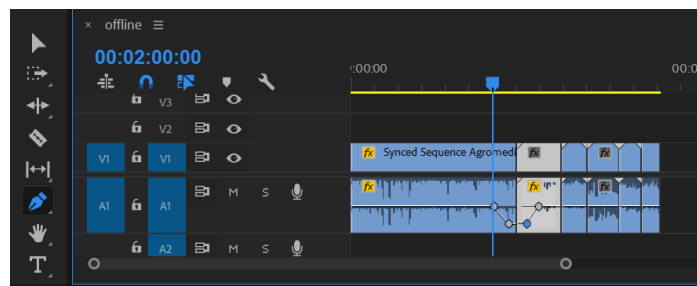 × offline
00:02:00:00
:00:00
00:0
V3
V2
V1 V1
fx Synced Sequence Agromedi fx fx
A1 A1 M S
fx fx fx
A2 M S
T